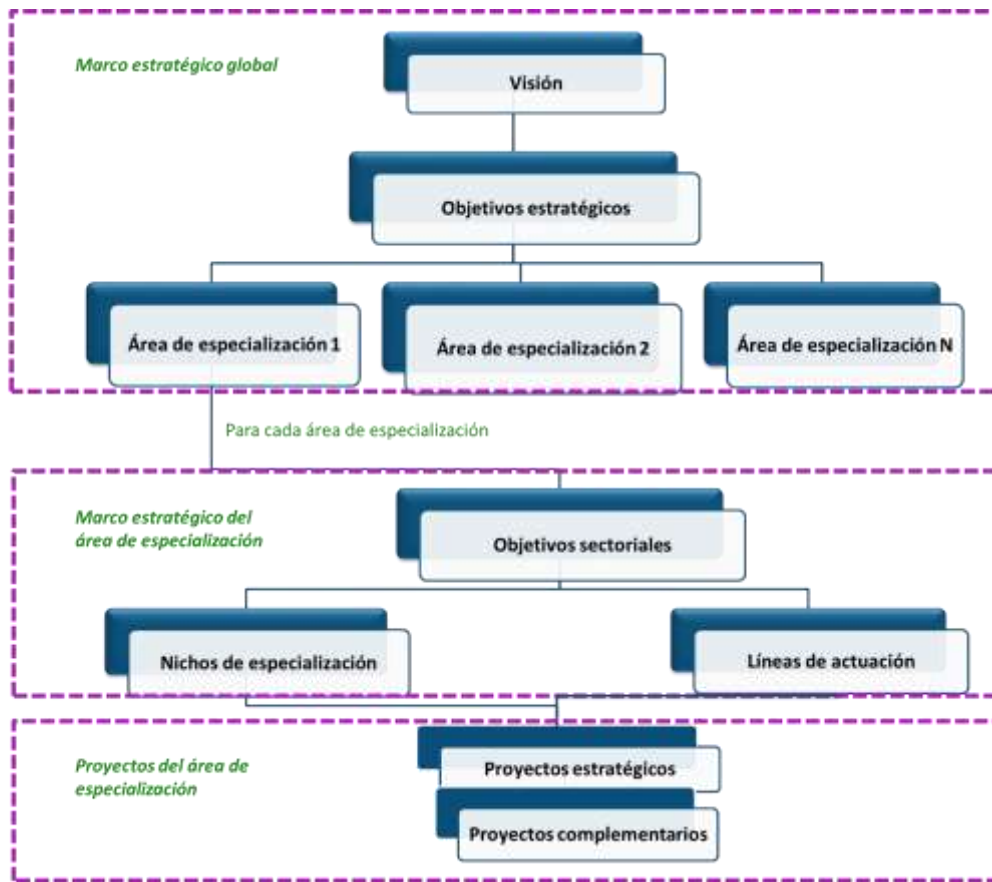 Marco estratégico global
Visión
Objetivos estratégicos
Área de especialización 1
Área de especialización 2
Área de especialización N
Para cada área de especialización
Marco estratégico del
área de especialización
Objetivos sectoriales
Nichos de especialización
Líneas de actuación
Proyectos del área de
especialización
Proyectos estratégicos
Proyectos complementarios